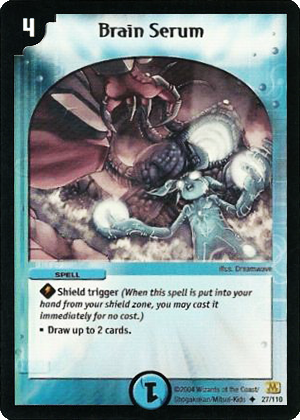 4
Brain Serum
illus. Dreamwave
SPELL
Shield trigger (When this spell is put into your
hand from your shield zone, you may cast it
immediately for no cost.)
▪ Draw up to 2 cards.
1
©2004 Wizards of the Coast/
Shogakukan/Mitsui-Kids ♦ 27/110